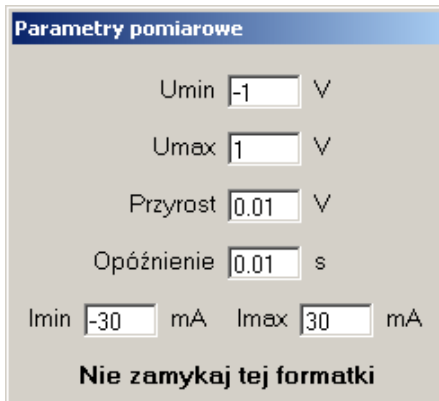 Parametry pomiarowe
Umin -1 V
Umax 1 V
Przyrost 0.01 V
Opóźnienie 0.01 s
Imin -30 mA Imax 30 mA
Nie zamykaj tej formatki